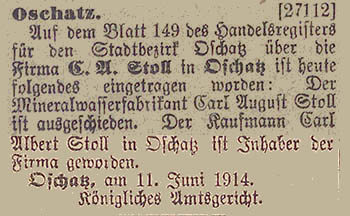 Oschatz. [27112]
Auf dem Blatt 149 des Handelsregisters
für den Stadtbezirk Oschatz über die
Firma C. A. Stoll in Oschatz ist heute
folgendes eingetragen worden: Der
Mineralwasserfabrikant Carl August Stoll
ist ausgeschieden. Der Kaufmann Carl
Albert Stoll in Oschatz ist Inhaber der
Firma geworden.
Oschatz, am 11. Juni 1914.
Königliches Amtsgericht.